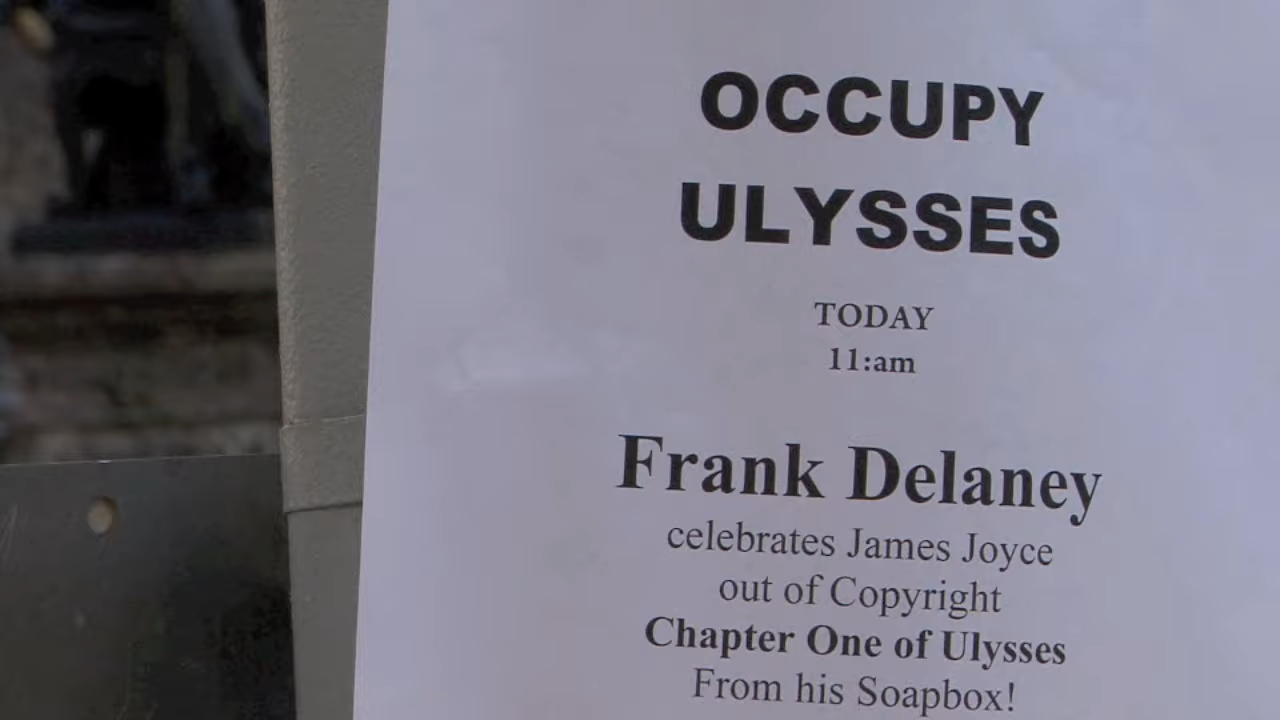 OCCUPY
ULYSSES
TODAY
11:am
Frank Delaney
celebrates James Joyce
out of Copyright
Chapter One of Ulysses
From his Soapbox!